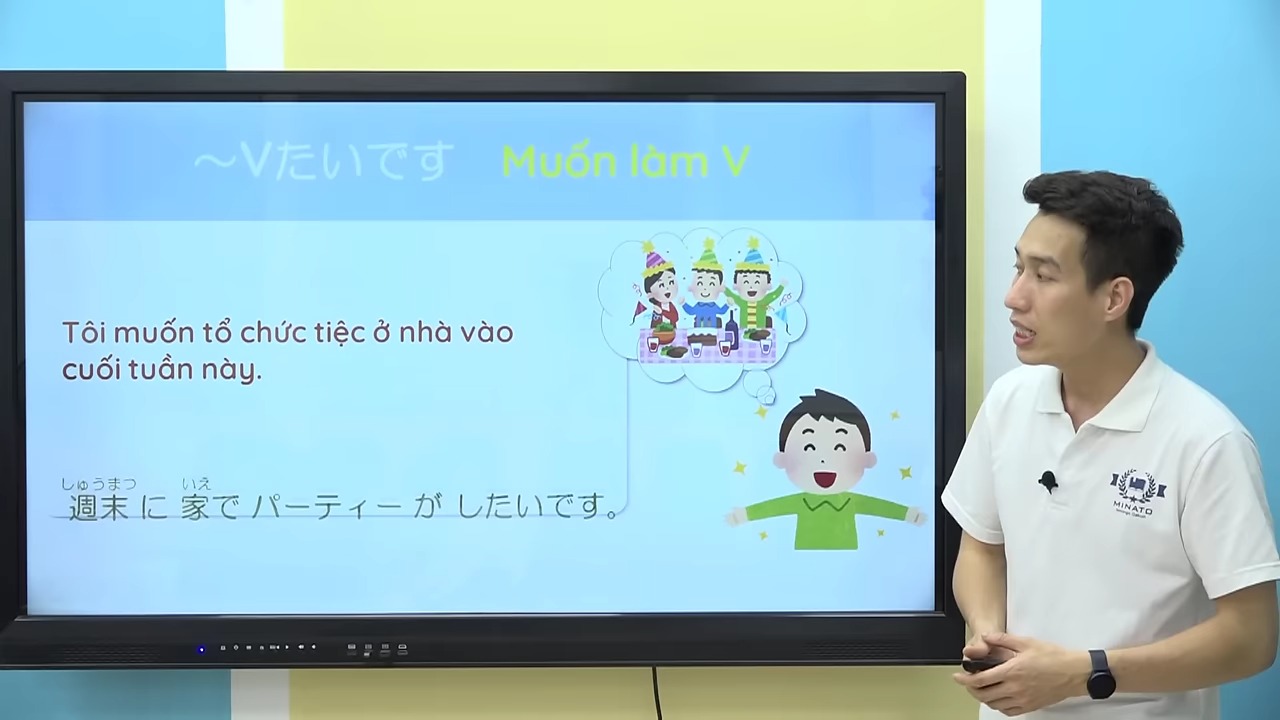 ～Vたいです Muốn làm V
Tôi muốn tổ chức tiệc ở nhà vào
cuối tuần này.
しゅうまつ いえ
週末 に 家で パーティー が したいです。
MINATO